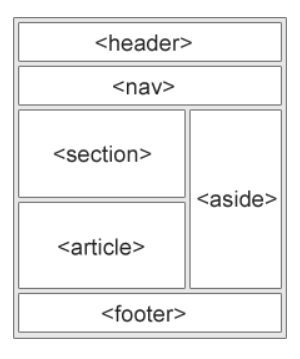 <header>
<nav>
<section>
<aside>
<article>
<footer>